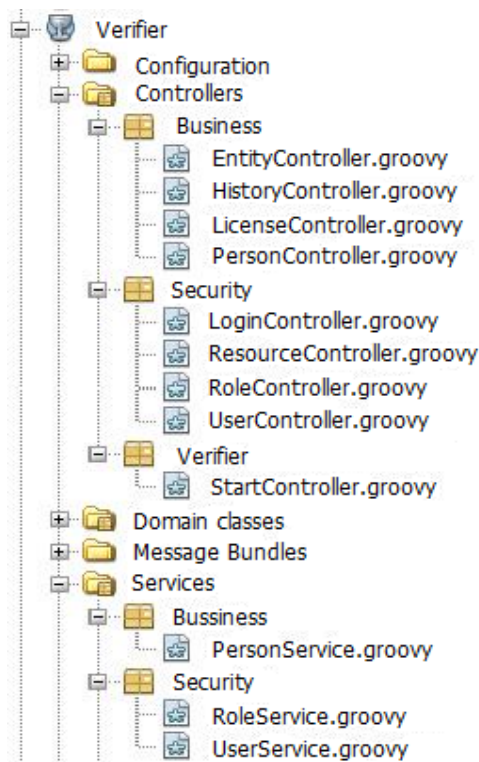 Verifier
Configuration
Controllers
Business
EntityController.groovy
HistoryController.groovy
LicenseController.groovy
PersonController.groovy
Security
LoginController.groovy
ResourceController.groovy
RoleController.groovy
UserController.groovy
Verifier
StartController.groovy
Domain classes
Message Bundles
Services
Bussiness
PersonService.groovy
Security
RoleService.groovy
UserService.groovy